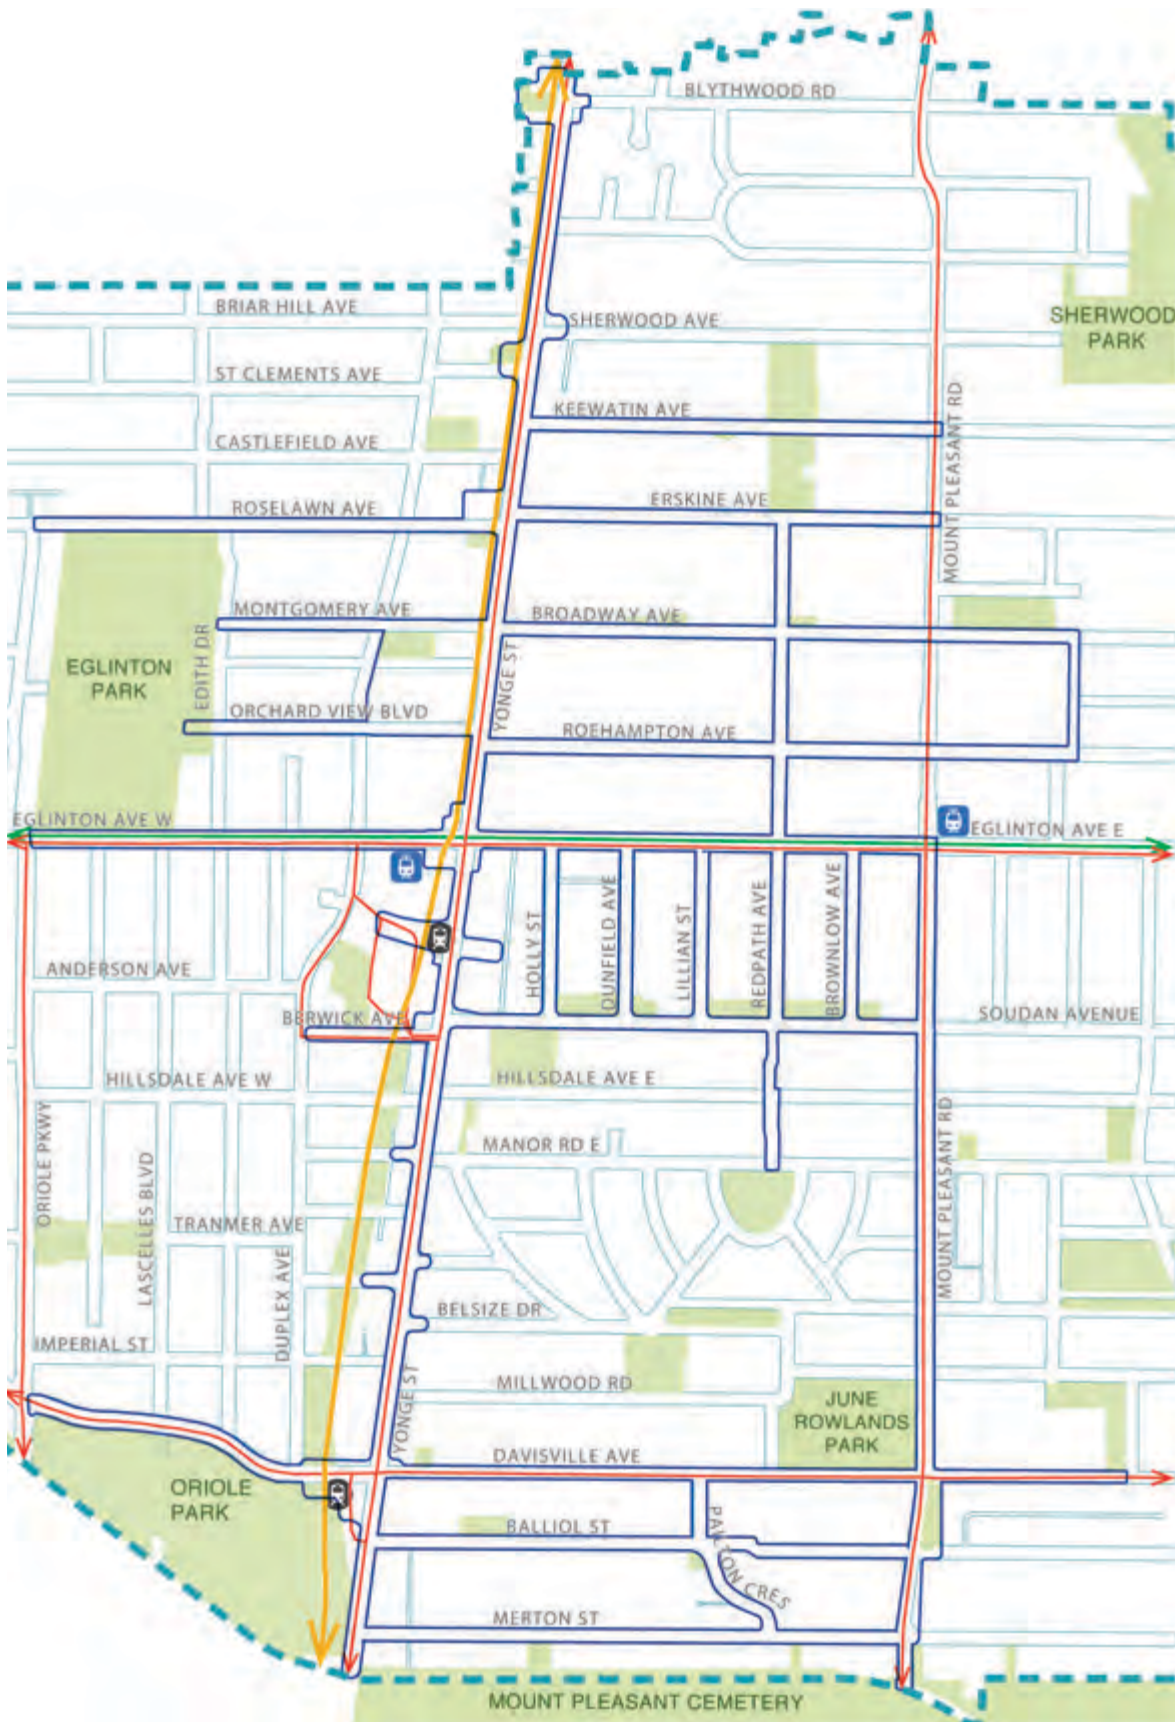 BLYTHWOOD RD
BRIAR HILL AVE
SHERWOOD AVE
SHERWOOD
PARK
ST CLEMENTS AVE
KEEWATIN AVE
MOUNT PLEASANT RD
CASTLEFIELD AVE
ROSELAWN AVE
ERSKINE AVE
MONTGOMERY AVE
BROADWAY AVE
EGLINTON
PARK
EDITH DR
YONGE ST
ORCHARD VIEW BLVD
ROEHAMPTON AVE
EGLINTON AVE W
EGLINTON AVE E
HOLLY ST
DUNFIELD AVE
LILLIAN ST
REDPATH AVE
BROWNLOW AVE
ANDERSON AVE
BERWICK AVE
SOUDAN AVENUE
HILLSDALE AVE W
HILLSDALE AVE E
MANOR RD E
ORIOLE PKWY
LASCELLES BLVD
TRANMER AVE
DUPLEX AVE
MOUNT PLEASANT RD
BELSIZE DR
IMPERIAL ST
YONGE ST
MILLWOOD RD
JUNE
ROWLANDS
PARK
DAVISVILLE AVE
ORIOLE
PARK
BALLIOL ST
PAILTON CRES
MERTON ST
MOUNT PLEASANT CEMETERY